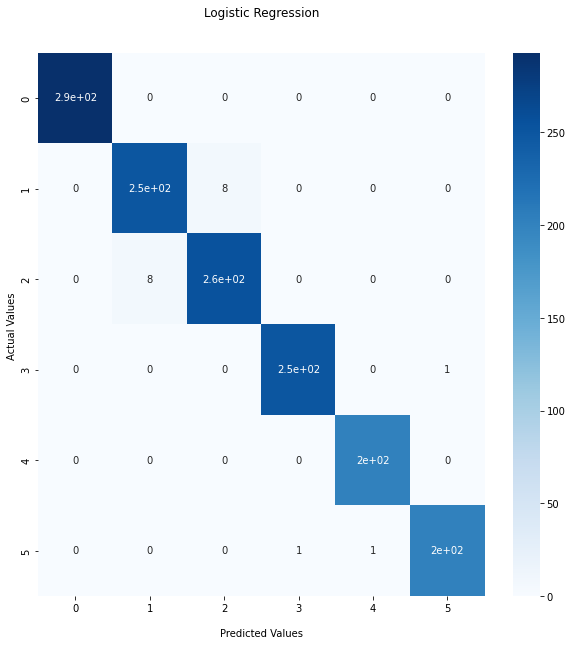 Logistic Regression
0 2.9e+02 0 0 0 0 0
1 0 2.5e+02 8 0 0 0
2 0 8 2.6e+02 0 0 0
3 0 0 0 2.5e+02 0 1
4 0 0 0 0 2e+02 0
5 0 0 0 1 1 2e+02
0 1 2 3 4 5
Actual Values
Predicted Values
250
200
150
100
50
0